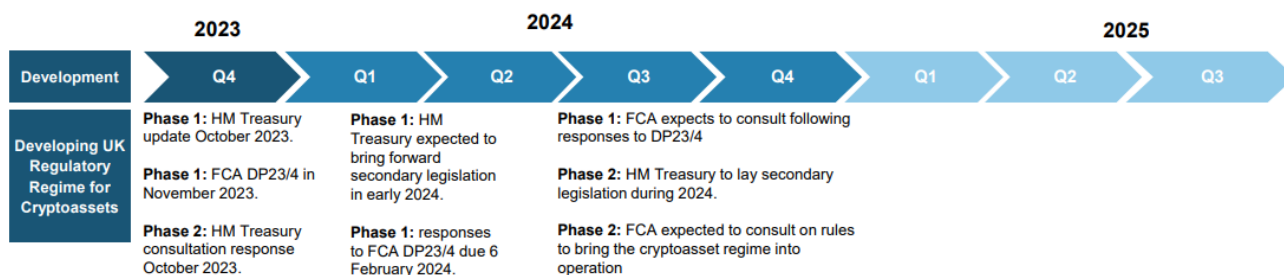 2023
2024
2025
Development
Q4
Q1
Q2
Q3
Q4
Q1
Q2
Q3
Developing UK
Regulatory
Regime for
Cryptoassets
Phase 1: HM Treasury
update October 2023.
Phase 1: FCA DP23/4 in
November 2023.
Phase 2: HM Treasury
consultation response
October 2023.
Phase 1: HM
Treasury expected to
bring forward
secondary legislation
in early 2024.
Phase 1: responses
to FCA DP23/4 due 6
February 2024.
Phase 1: FCA expects to consult following
responses to DP23/4
Phase 2: HM Treasury to lay secondary
legislation during 2024.
Phase 2: FCA expected to consult on rules
to bring the cryptoasset regime into
operation